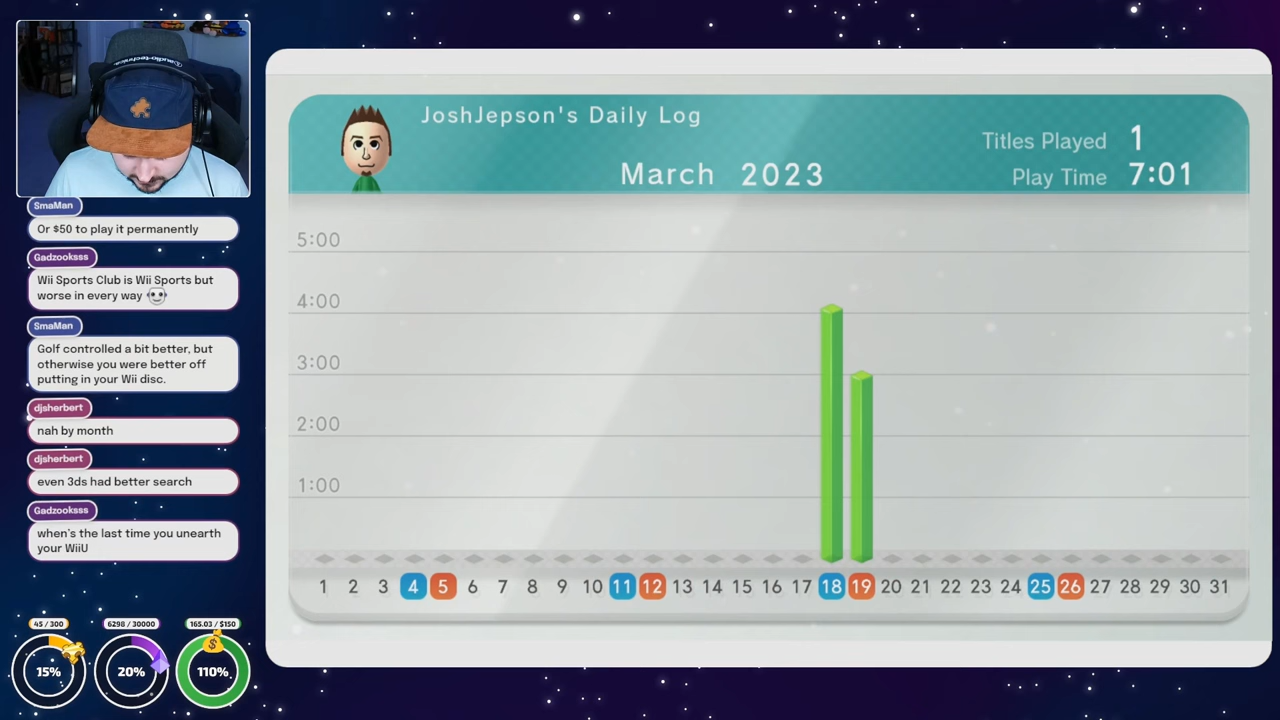 audio-technica
SmaMan
Or $50 to play it permanently
Gadzooksss
Wii Sports Club is Wii Sports but
worse in every way
SmaMan
Golf controlled a bit better, but
otherwise you were better off
putting in your Wii disc.
djsherbert
nah by month
djsherbert
even 3ds had better search
Gadzooksss
when's the last time you unearth
your WiiU
45 / 300
6298 / 30000
165.03 / $150
15%
20%
110%
JoshJepson's Daily Log
March 2023
Titles Played 1
Play Time 7:01
5:00
4:00
3:00
2:00
1:00
1 2 3 4 5 6 7 8 9 10 11 12 13 14 15 16 17 18 19 20 21 22 23 24 25 26 27 28 29 30 31